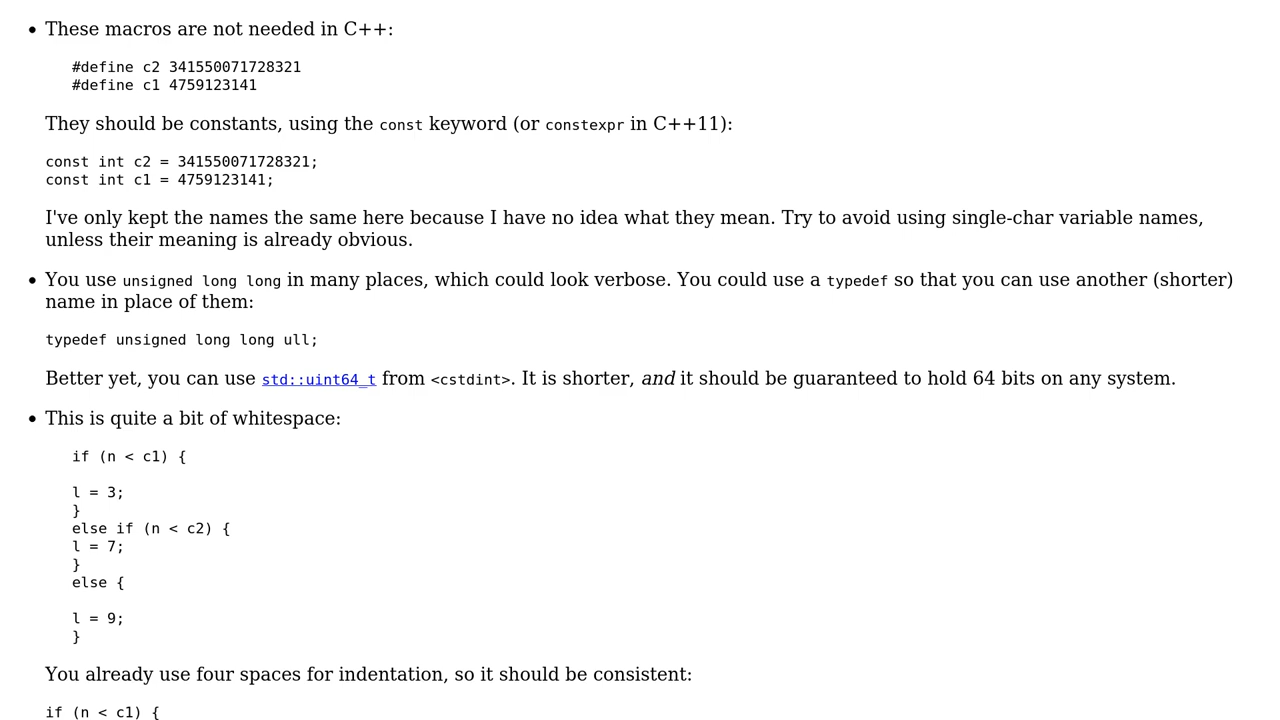 • These macros are not needed in C++:
#define c2 341550071728321
#define c1 4759123141
They should be constants, using the const keyword (or constexpr in C++11):
const int c2 = 341550071728321;
const int c1 = 4759123141;
I've only kept the names the same here because I have no idea what they mean. Try to avoid using single-char variable names,
unless their meaning is already obvious.
• You use unsigned long long in many places, which could look verbose. You could use a typedef so that you can use another (shorter)
name in place of them:
typedef unsigned long long ull;
Better yet, you can use std::uint64_t from <cstdint>. It is shorter, and it should be guaranteed to hold 64 bits on any system.
• This is quite a bit of whitespace:
if (n < c1) {
l = 3;
}
else if (n < c2) {
l = 7;
}
else {
l = 9;
}
You already use four spaces for indentation, so it should be consistent:
if (n < c1) {